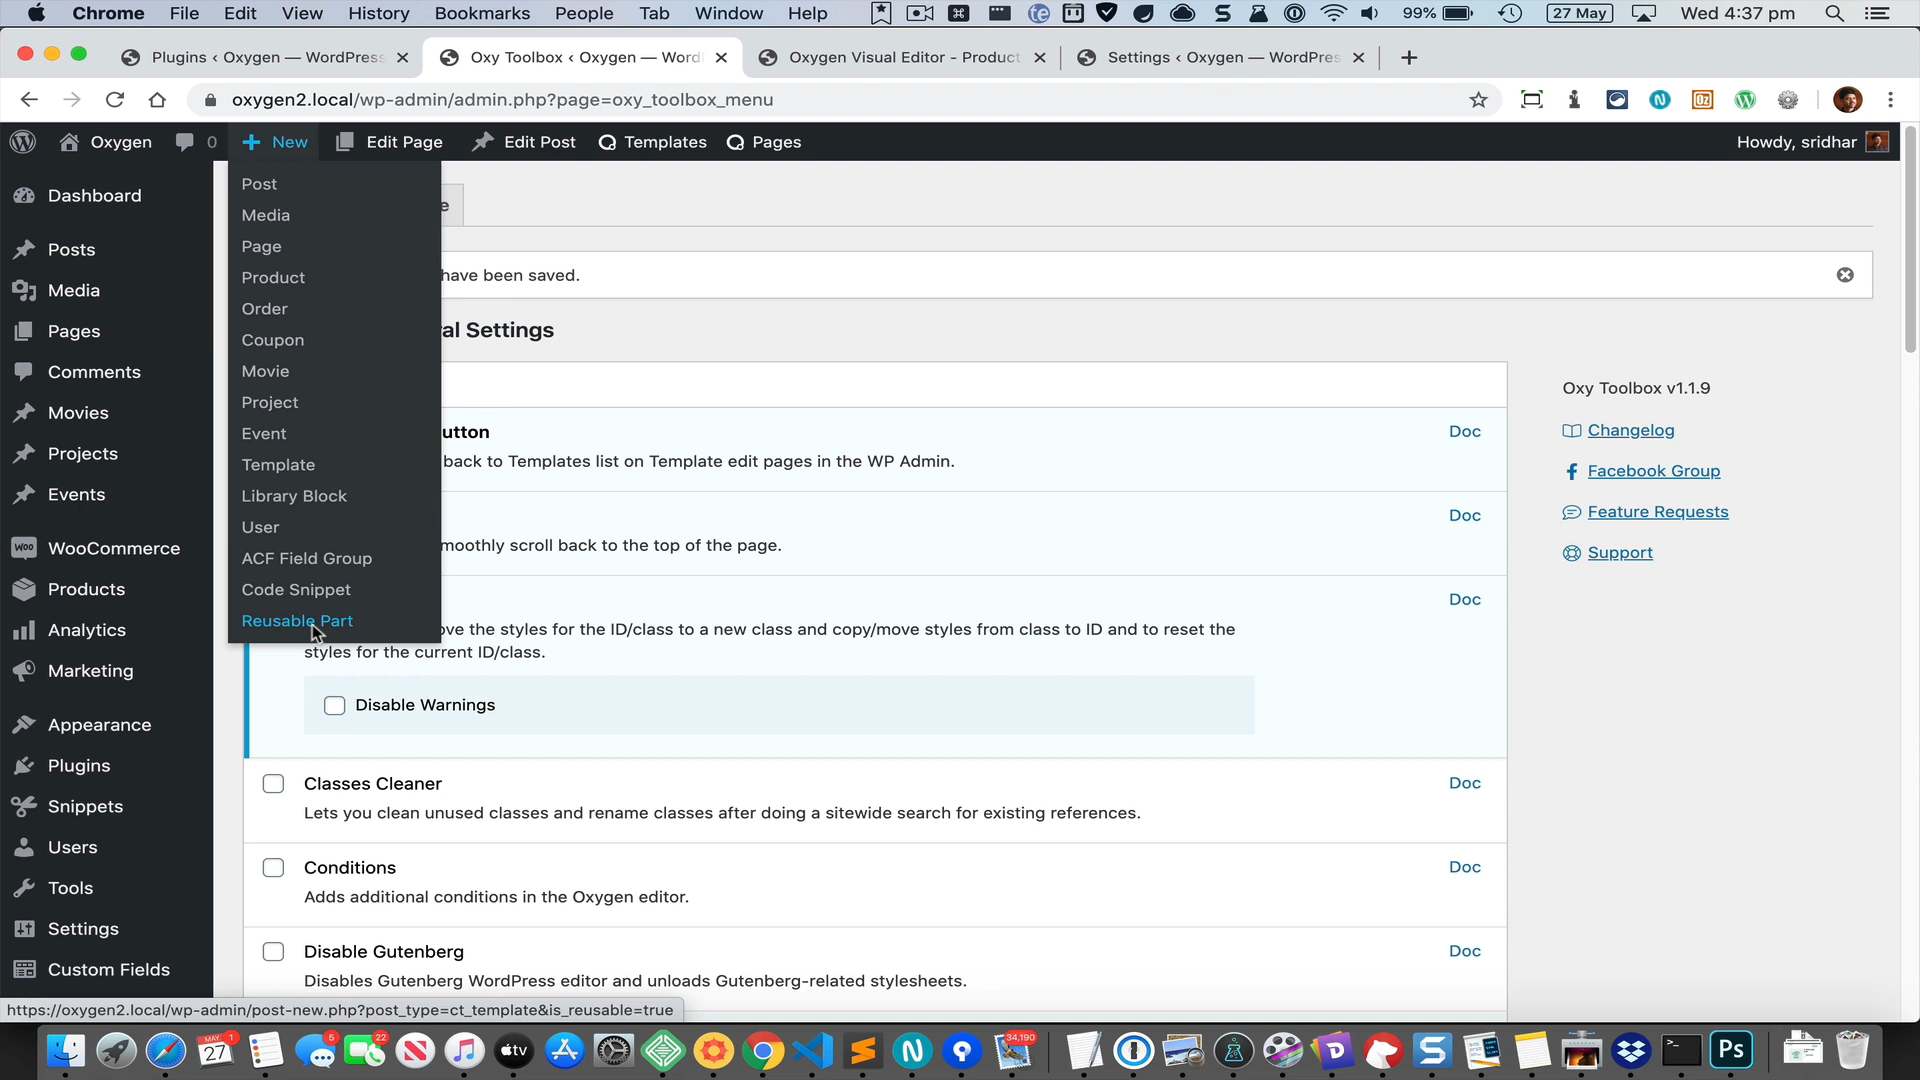 Chrome File Edit View History Bookmarks People Tab Window Help
99% 27 May Wed 4:37 pm
Plugins ‹ Oxygen — WordPress
Oxy Toolbox ‹ Oxygen — Word
Oxygen Visual Editor - Product
Settings ‹ Oxygen — WordPres
oxygen2.local/wp-admin/admin.php?page=oxy_toolbox_menu
Oxygen 0 New Edit Page Edit Post Templates Pages
Howdy, sridhar
Dashboard
Posts
Media
Pages
Comments
Movies
Projects
Events
WooCommerce
Products
Analytics
Marketing
Appearance
Plugins
Snippets
Users
Tools
Settings
Custom Fields
Post
Media
Page
Product
Order
Coupon
Movie
Project
Event
Template
Library Block
User
ACF Field Group
Code Snippet
Reusable Part
e
have been saved.
al Settings
utton
Doc
back to Templates list on Template edit pages in the WP Admin.
Doc
moothly scroll back to the top of the page.
Doc
ove the styles for the ID/class to a new class and copy/move styles from class to ID and to reset the
styles for the current ID/class.
Disable Warnings
Classes Cleaner
Doc
Lets you clean unused classes and rename classes after doing a sitewide search for existing references.
Conditions
Doc
Adds additional conditions in the Oxygen editor.
Disable Gutenberg
Doc
Disables Gutenberg WordPress editor and unloads Gutenberg-related stylesheets.
Oxy Toolbox v1.1.9
Changelog
Facebook Group
Feature Requests
Support
https://oxygen2.local/wp-admin/post-new.php?post_type=ct_template&is_reusable=true
MAY
27
1
5
22
tv
N
34,190
D
S
Ps